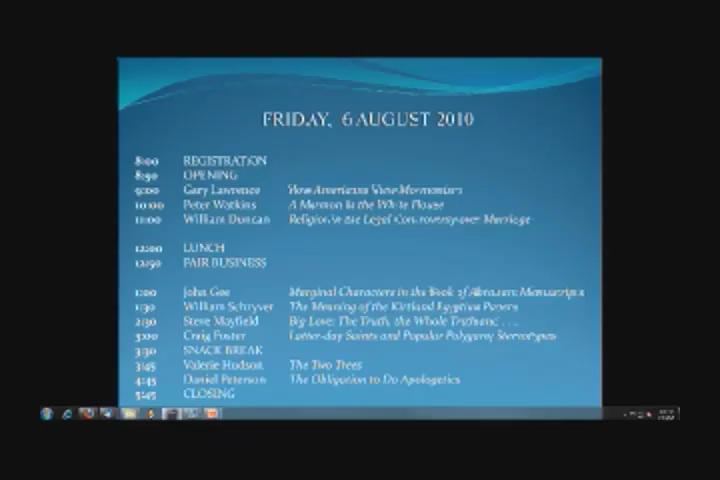 FRIDAY, 6 AUGUST 2010
8:00 REGISTRATION
8:50 OPENING
9:00 Gary Lawrence How Americans View Mormonism
10:00 Peter Watkins A Mormon in the White House
11:00 William Duncan Religion in the Legal Controversy over Marriage
12:00 LUNCH
12:50 FAIR BUSINESS
1:00 John Gee Marginal Characters in the Book of Abraham Manuscripts
1:30 William Schryver The Meaning of the Kirtland Egyptian Papers
2:30 Steve Mayfield Big Love: The Truth, the Whole Truth and . . .
3:00 Craig Foster Latter-day Saints and Popular Polygamy Stereotypes
3:30 SNACK BREAK
3:45 Valerie Hudson The Two Trees
4:45 Daniel Peterson The Obligation to Do Apologetics
5:45 CLOSING